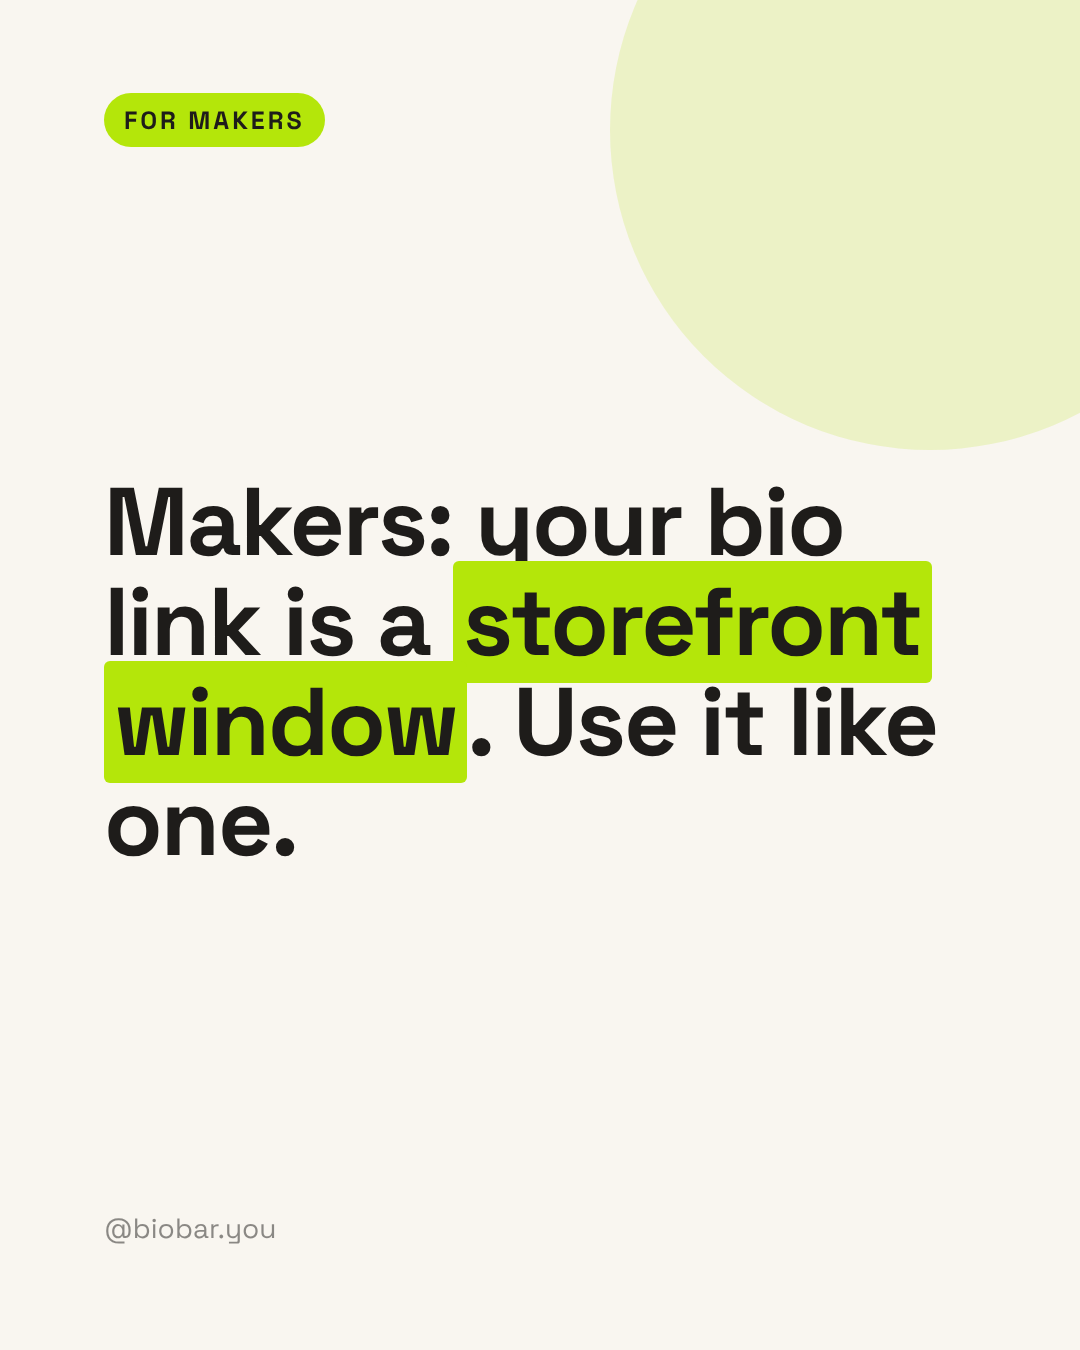 FOR MAKERS
Makers: your bio
link is a storefront
window. Use it like
one.
@biobar.you